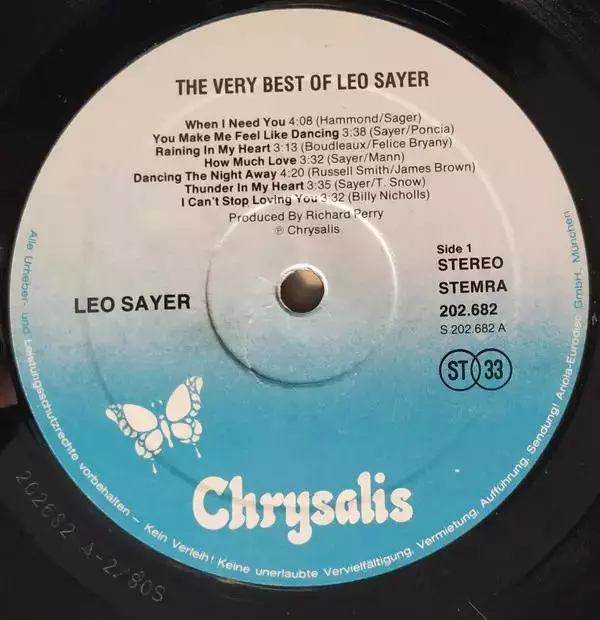 THE VERY BEST OF LEO SAYER
When I Need You 4:08 (Hammond/Sager)
You Make Me Feel Like Dancing 3:38 (Sayer/Poncia)
Raining In My Heart 3:13 (Boudleaux/Felice Bryany)
How Much Love 3:32 (Sayer/Mann)
Dancing The Night Away 4:20 (Russell Smith/James Brown)
Thunder In My Heart 3:35 (Sayer/T. Snow)
I Can't Stop Loving You 3:32 (Billy Nicholls)
Produced By Richard Perry
℗ Chrysalis
Side 1
STEREO
LEO SAYER
STEMRA
202.682
S 202.682 A
ST 33
Chrysalis
Alle Urheber- und Leistungsschutzrechte vorbehalten – Kein Verleih! Keine unerlaubte Vervielfältigung, Vermietung, Aufführung, Sendung! Ariola-Eurodisc GmbH., München
202682 A-2/80S